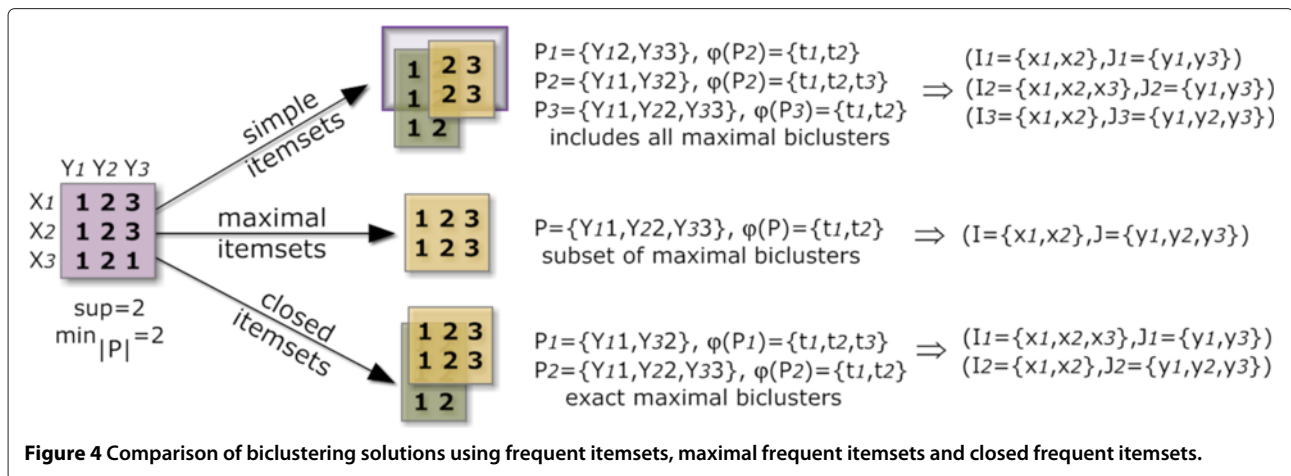 1 2 3
1 2 3
1 2
P1={Y12,Y33}, φ(P2)={t1,t2}
P2={Y11,Y32}, φ(P2)={t1,t2,t3}
P3={Y11,Y22,Y33}, φ(P3)={t1,t2}
includes all maximal biclusters
⇒
(I1={x1,x2},J1={y1,y3})
(I2={x1,x2,x3},J2={y1,y3})
(I3={x1,x2},J3={y1,y2,y3})
simple
itemsets
Y1 Y2 Y3
X1 1 2 3
X2 1 2 3
X3 1 2 1
sup=2
min|P|=2
maximal
itemsets
1 2 3
1 2 3
P={Y11,Y22,Y33}, φ(P)={t1,t2} ⇒ (I={x1,x2},J={y1,y2,y3})
subset of maximal biclusters
closed
itemsets
1 2 3
1 2 3
1 2
P1={Y11,Y32}, φ(P1)={t1,t2,t3}
P2={Y11,Y22,Y33}, φ(P2)={t1,t2}
exact maximal biclusters
⇒
(I1={x1,x2,x3},J1={y1,y3})
(I2={x1,x2},J2={y1,y2,y3})
Figure 4 Comparison of biclustering solutions using frequent itemsets, maximal frequent itemsets and closed frequent itemsets.